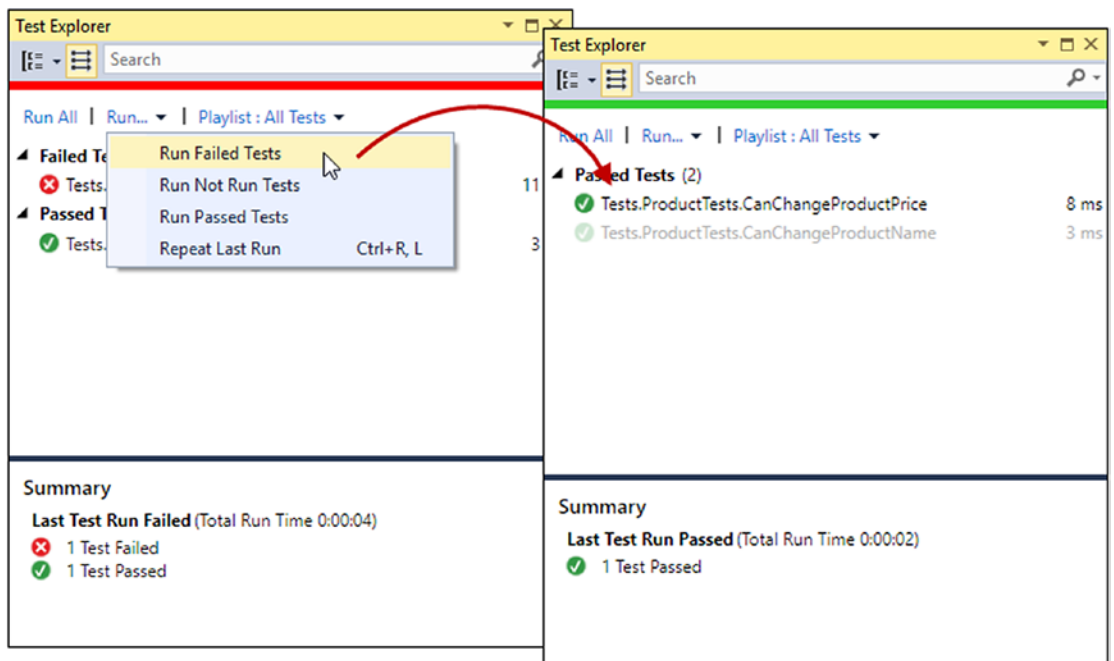 Test Explorer
Search
Run All | Run... | Playlist : All Tests
Run Failed Tests
Run Not Run Tests
Run Passed Tests
Repeat Last Run Ctrl+R, L
Failed
Tests. 11
Passed
Tests. 3
Summary
Last Test Run Failed (Total Run Time 0:00:04)
1 Test Failed
1 Test Passed
Test Explorer
Search
Run All | Run... | Playlist : All Tests
Passed Tests (2)
Tests.ProductTests.CanChangeProductPrice 8 ms
Tests.ProductTests.CanChangeProductName 3 ms
Summary
Last Test Run Passed (Total Run Time 0:00:02)
1 Test Passed